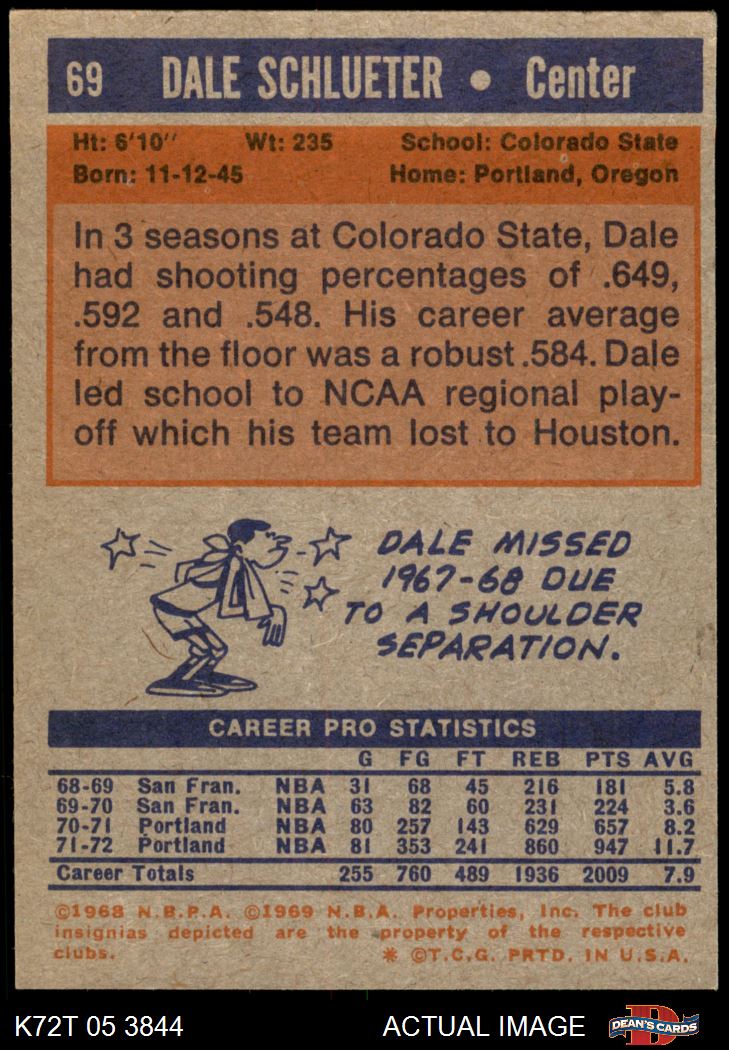 69 DALE SCHLUETER • Center
Ht: 6'10" Wt: 235 School: Colorado State
Born: 11-12-45 Home: Portland, Oregon
In 3 seasons at Colorado State, Dale
had shooting percentages of .649,
.592 and .548. His career average
from the floor was a robust .584. Dale
led school to NCAA regional play-
off which his team lost to Houston.
DALE MISSED
1967-68 DUE
TO A SHOULDER
SEPARATION.
CAREER PRO STATISTICS
G FG FT REB PTS AVG
68-69 San Fran. NBA 31 68 45 216 181 5.8
69-70 San Fran. NBA 63 82 60 231 224 3.6
70-71 Portland NBA 80 257 143 629 657 8.2
71-72 Portland NBA 81 353 241 860 947 11.7
Career Totals 255 760 489 1936 2009 7.9
©1968 N.B.P.A. ©1969 N.B.A. Properties, Inc. The club
insignias depicted are the property of the respective
clubs. * ©T.C.G. PRTD. IN U.S.A.
K72T 05 3844 ACTUAL IMAGE DEAN'S CARDS